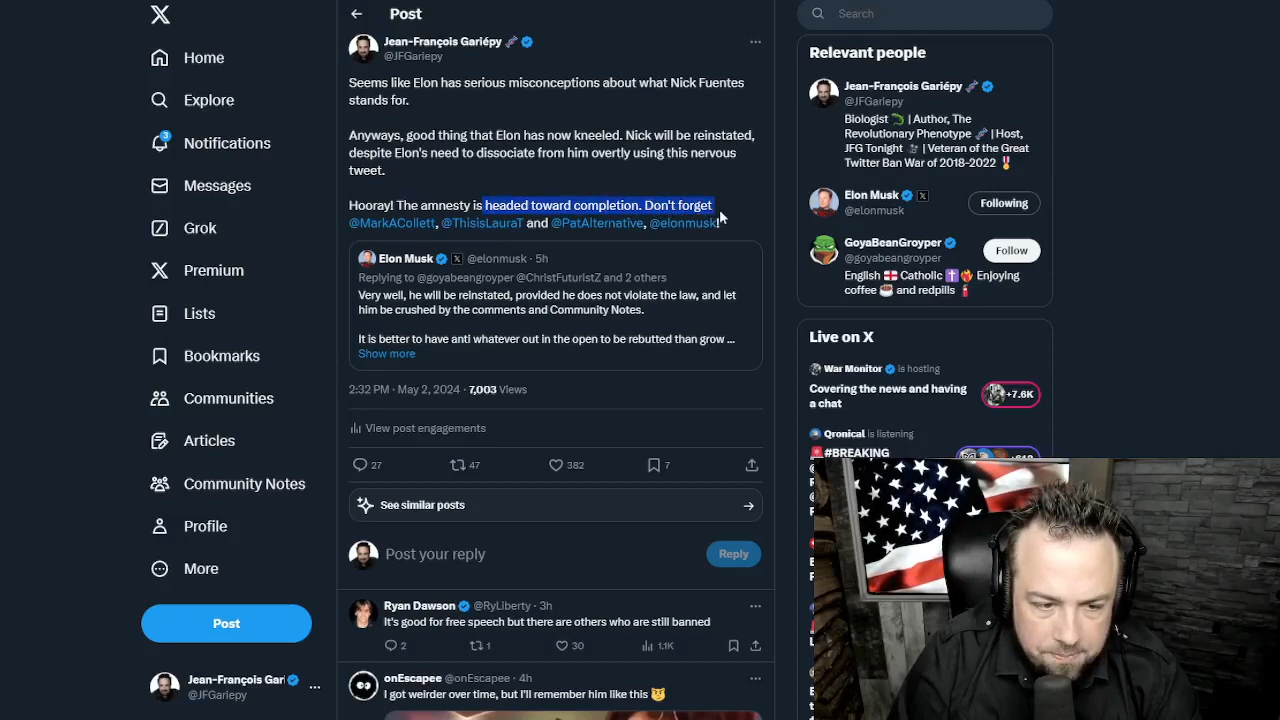 Home
Explore
3
Notifications
Messages
Grok
Premium
Lists
Bookmarks
Communities
Articles
Community Notes
Profile
More
Post
Jean-François Gari
@JFGariepy
Post
Jean-François Gariépy
@JFGariepy
Seems like Elon has serious misconceptions about what Nick Fuentes
stands for.
Anyways, good thing that Elon has now kneeled. Nick will be reinstated,
despite Elon's need to dissociate from him overtly using this nervous
tweet.
Hooray! The amnesty is headed toward completion. Don't forget
@MarkACollett, @ThisisLauraT and @PatAlternative, @elonmusk!
Elon Musk @elonmusk · 5h
Replying to @goyabeangroyper @ChristFuturistZ and 2 others
Very well, he will be reinstated, provided he does not violate the law, and let
him be crushed by the comments and Community Notes.
It is better to have anti whatever out in the open to be rebutted than grow ...
Show more
2:32 PM · May 2, 2024 · 7,003 Views
View post engagements
27 47 382 7
See similar posts
Post your reply
Reply
Ryan Dawson @RyLiberty · 3h
It's good for free speech but there are others who are still banned
2 1 30 1.1K
onEscapee @onEscapee · 4h
I got weirder over time, but I'll remember him like this
Search
Relevant people
Jean-François Gariépy
@JFGariepy
Biologist | Author, The
Revolutionary Phenotype | Host,
JFG Tonight | Veteran of the Great
Twitter Ban War of 2018-2022
Elon Musk
@elonmusk
Following
GoyaBeanGroyper
@goyabeangroyper
Follow
English Catholic Enjoying
coffee and redpills
Live on X
War Monitor is hosting
Covering the news and having
a chat
+7.6K
Qronical is listening
#BREAKING